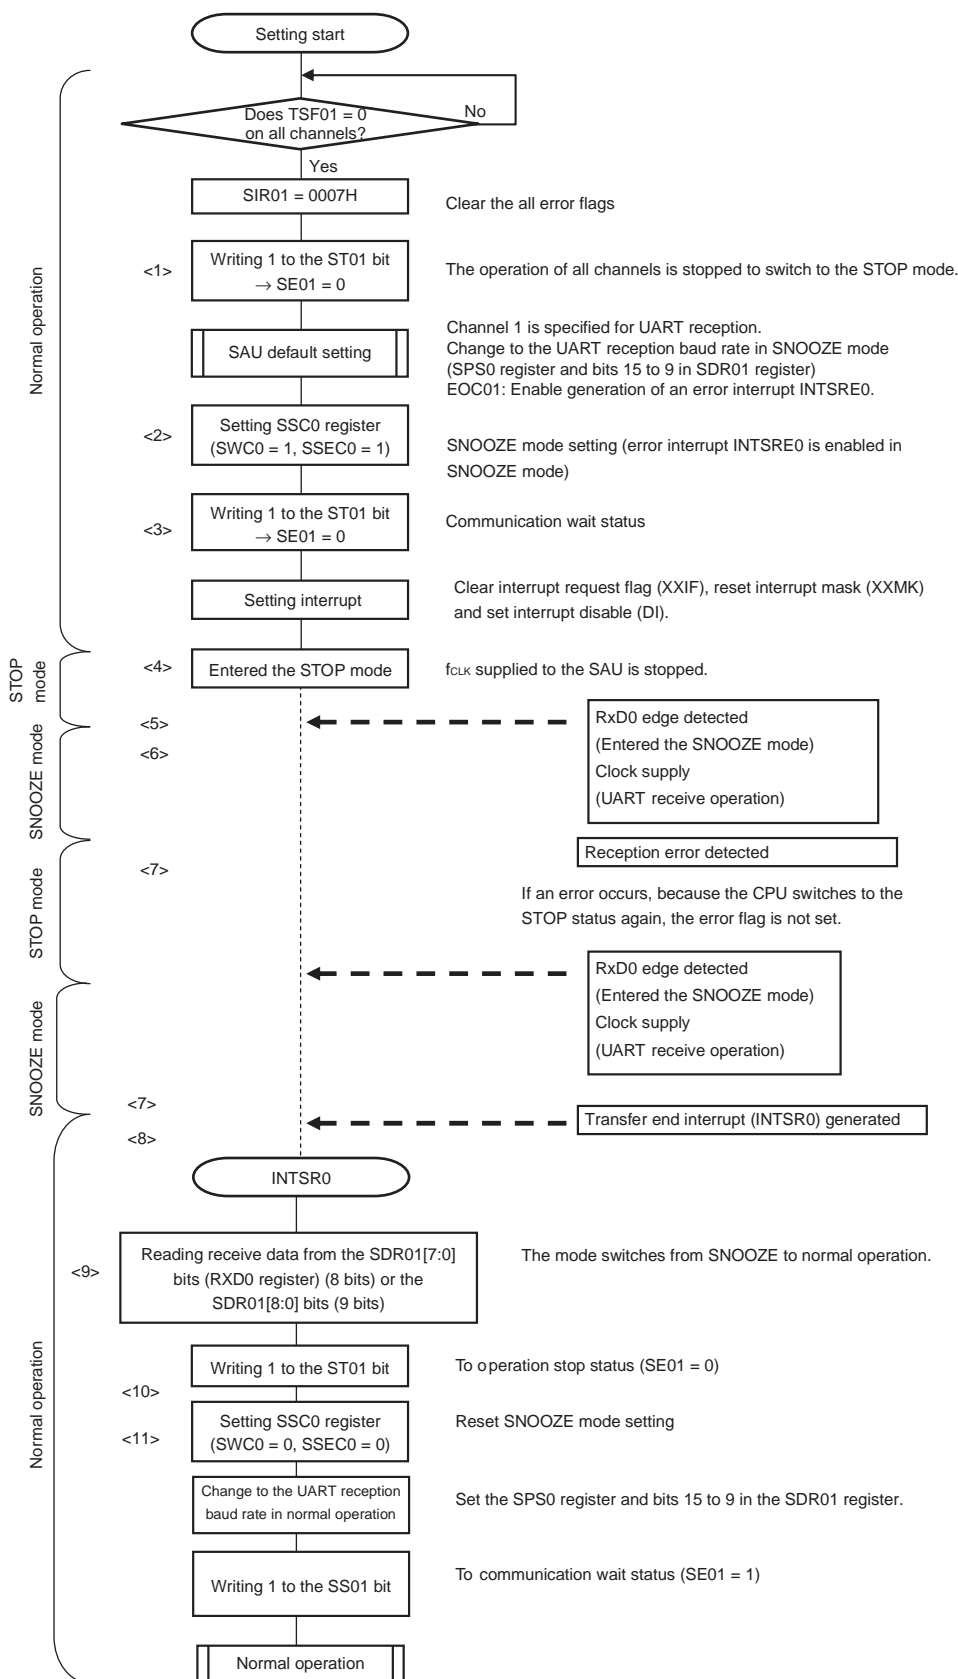 Setting start
Does TSF01 = 0
on all channels?
No
Yes
SIR01 = 0007H
Clear the all error flags
Normal operation
<1>
Writing 1 to the ST01 bit
→ SE01 = 0
The operation of all channels is stopped to switch to the STOP mode.
SAU default setting
Channel 1 is specified for UART reception.
Change to the UART reception baud rate in SNOOZE mode
(SPS0 register and bits 15 to 9 in SDR01 register)
EOC01: Enable generation of an error interrupt INTSRE0.
<2>
Setting SSC0 register
(SWC0 = 1, SSEC0 = 1)
SNOOZE mode setting (error interrupt INTSRE0 is enabled in
SNOOZE mode)
<3>
Writing 1 to the ST01 bit
→ SE01 = 0
Communication wait status
Setting interrupt
Clear interrupt request flag (XXIF), reset interrupt mask (XXMK)
and set interrupt disable (DI).
STOP
mode
<4>
Entered the STOP mode
fCLK supplied to the SAU is stopped.
<5>
<6>
SNOOZE mode
RxD0 edge detected
(Entered the SNOOZE mode)
Clock supply
(UART receive operation)
Reception error detected
<7>
STOP mode
If an error occurs, because the CPU switches to the
STOP status again, the error flag is not set.
RxD0 edge detected
(Entered the SNOOZE mode)
Clock supply
(UART receive operation)
SNOOZE mode
<7>
<8>
Transfer end interrupt (INTSR0) generated
INTSR0
<9>
Reading receive data from the SDR01[7:0]
bits (RXD0 register) (8 bits) or the
SDR01[8:0] bits (9 bits)
The mode switches from SNOOZE to normal operation.
Normal operation
Writing 1 to the ST01 bit
To operation stop status (SE01 = 0)
<10>
<11>
Setting SSC0 register
(SWC0 = 0, SSEC0 = 0)
Reset SNOOZE mode setting
Change to the UART reception
baud rate in normal operation
Set the SPS0 register and bits 15 to 9 in the SDR01 register.
Writing 1 to the SS01 bit
To communication wait status (SE01 = 1)
Normal operation